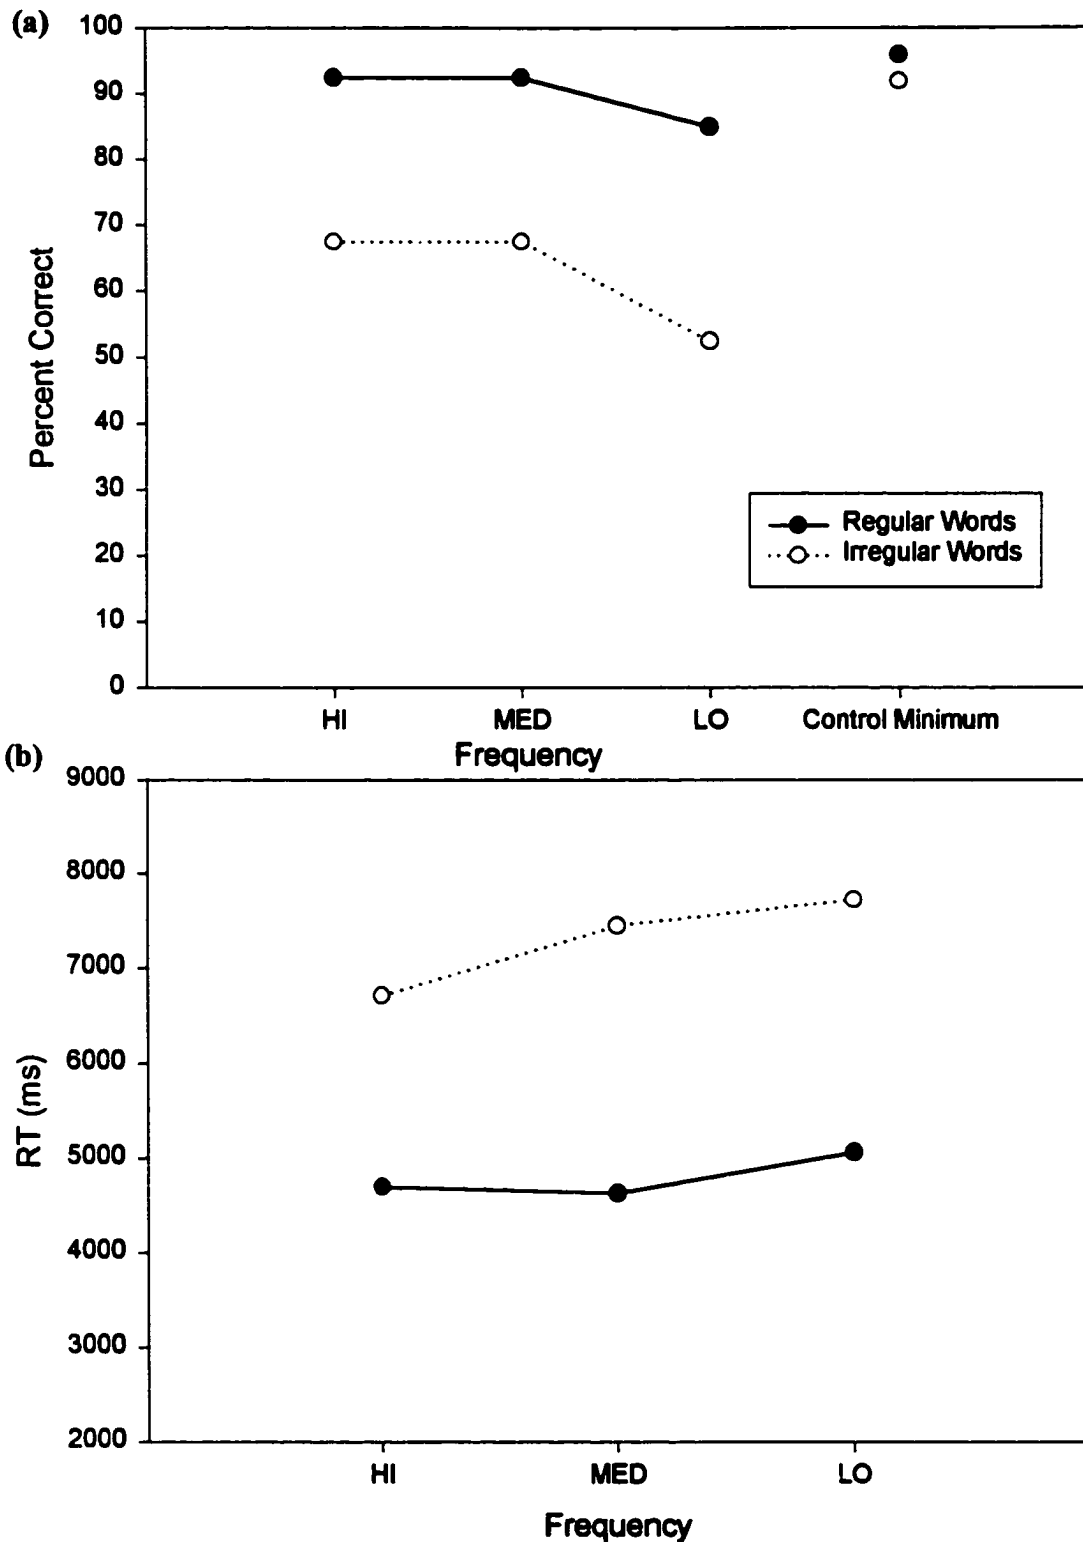 (a)
100
90
80
70
60
50
40
30
20
10
0
Percent Correct
Regular Words
Irregular Words
HI MED LO Control Minimum
Frequency
(b)
9000
8000
7000
6000
5000
4000
3000
2000
RT (ms)
HI MED LO
Frequency